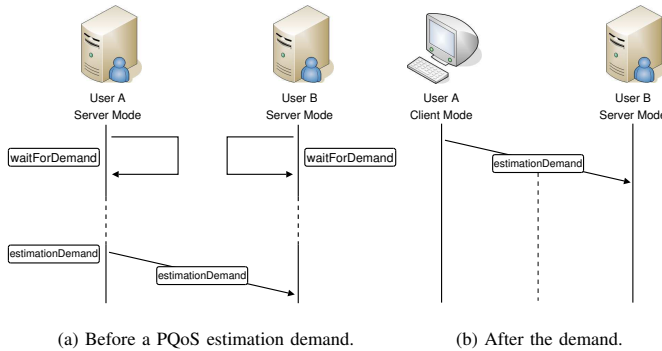 User A
Server Mode
User B
Server Mode
User A
Client Mode
User B
Server Mode
waitForDemand
waitForDemand
estimationDemand
estimationDemand
estimationDemand
(a) Before a PQoS estimation demand.
(b) After the demand.